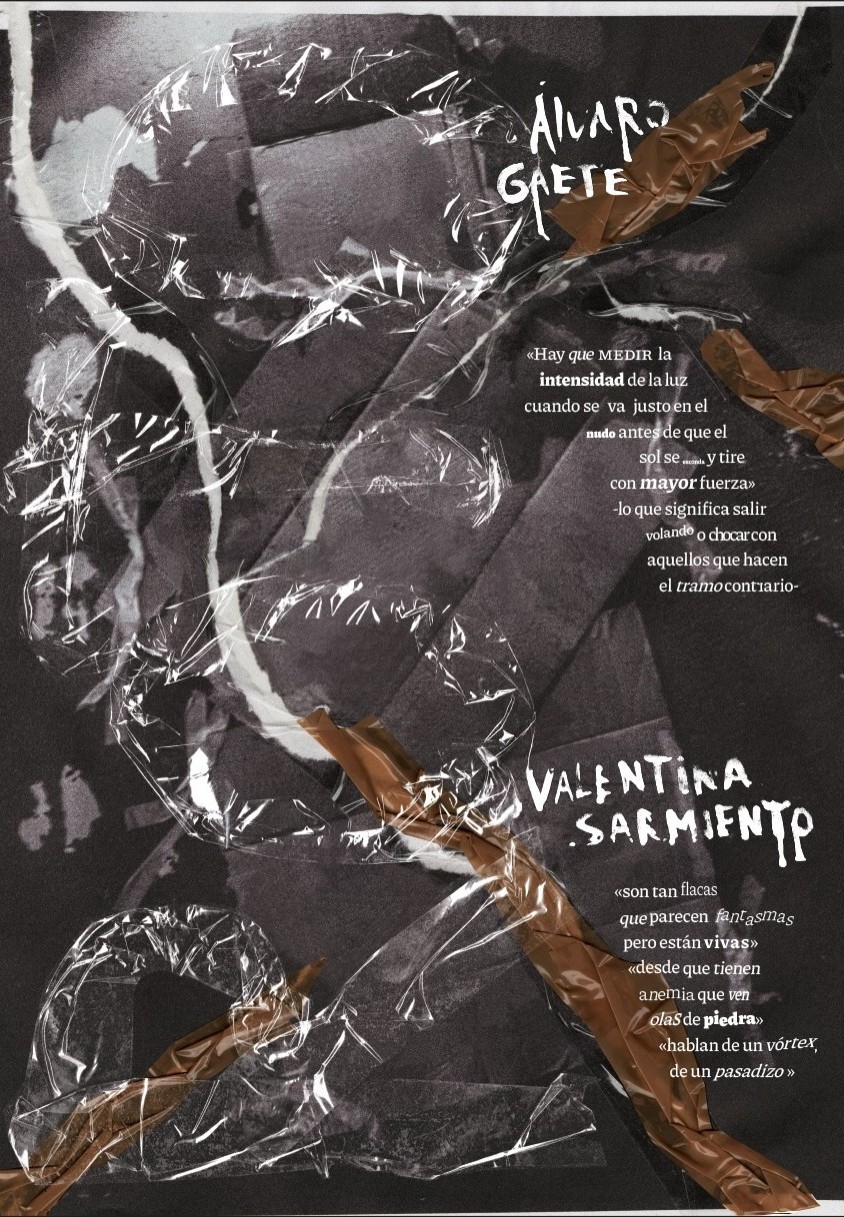 ÁLVARO
GAETE
«Hay que MEDIR la
intensidad de la luz
cuando se va justo en el
nudo antes de que el
sol se esconda y tire
con mayor fuerza»
-lo que significa salir
volando o chocar con
aquellos que hacen
el tramo contrario-
VALENTINA
SARMIENTO
«son tan flacas
que parecen fantasmas
pero están vivas»
«desde que tienen
anemia que ven
olaS de piedra»
«hablan de un vórtex,
de un pasadizo »